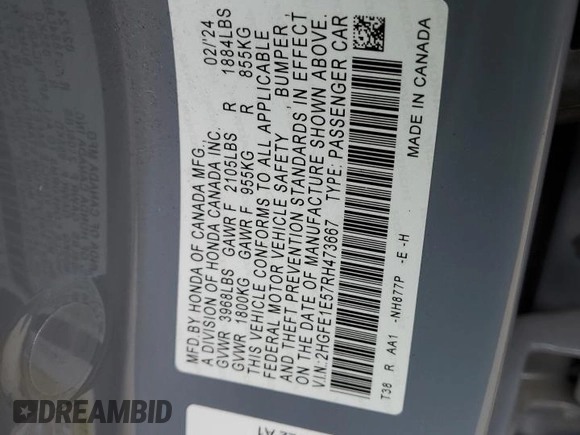 MFD.BY HONDA OF CANADA MFG.
A DIVISION OF HONDA CANADA INC. 02/'24
GVWR 3968LBS GAWR F 2105LBS R 1884LBS
GVWR 1800KG GAWR F 955KG R 855KG
THIS VEHICLE CONFORMS TO ALL APPLICABLE
FEDERAL MOTOR VEHICLE SAFETY , BUMPER ,
AND THEFT PREVENTION STANDARDS IN EFFECT
ON THE DATE OF MANUFACTURE SHOWN ABOVE.
V.I.N:2HGFE1E57RH473667 TYPE: PASSENGER CAR
T38 R AA1 -NH877P -E -H
MADE IN CANADA
DREAMBID